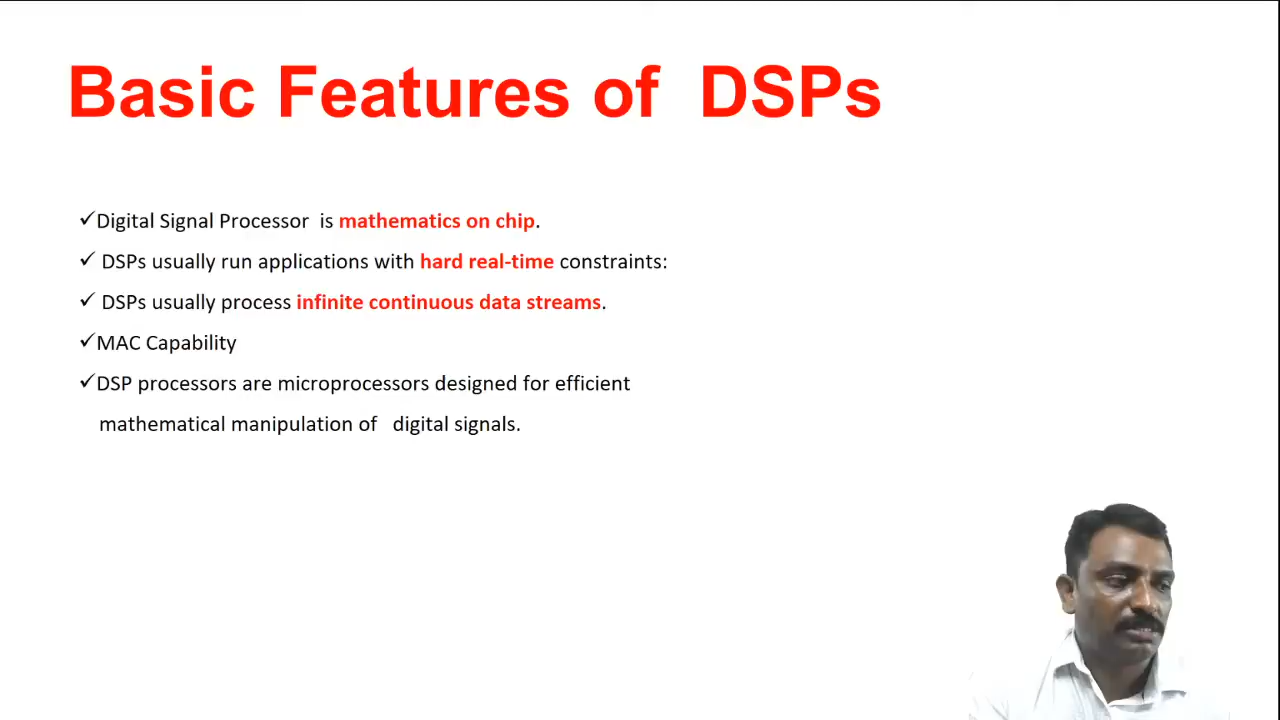 Basic Features of DSPs
✓Digital Signal Processor is mathematics on chip.
✓ DSPs usually run applications with hard real-time constraints:
✓ DSPs usually process infinite continuous data streams.
✓MAC Capability
✓DSP processors are microprocessors designed for efficient
mathematical manipulation of digital signals.